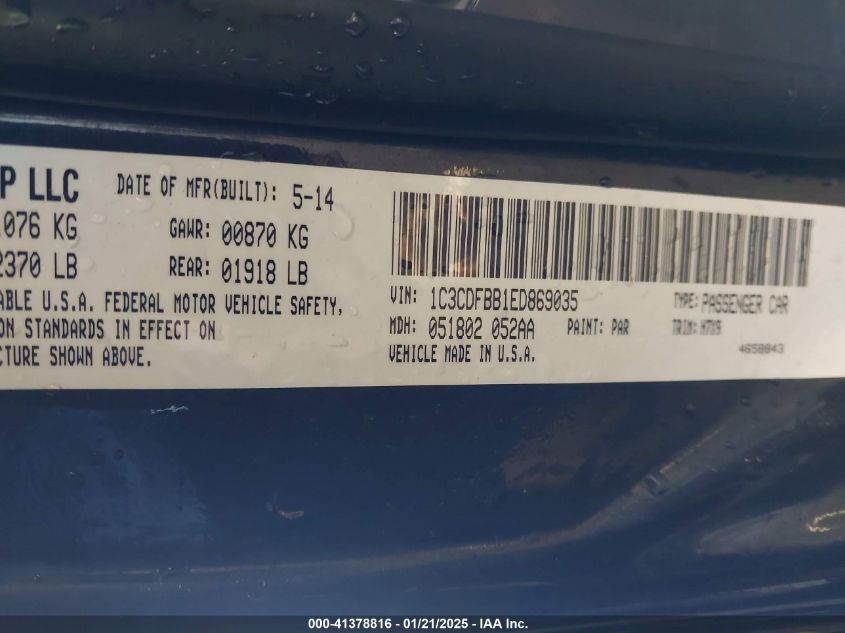 P LLC
DATE OF MFR(BUILT): 5-14
1076 KG
GAWR: 00870 KG
2370 LB
REAR: 01918 LB
ABLE U.S.A. FEDERAL MOTOR VEHICLE SAFETY,
ON STANDARDS IN EFFECT ON
CTURE SHOWN ABOVE.
VIN: 1C3CDFBB1ED869035
TYPE: PASSENGER CAR
MDH: 051802 052AA
PAINT: PAR
TRIM: H7X9
VEHICLE MADE IN U.S.A.
4658843
000-41378816 / 01/21/2025 - IAA Inc.